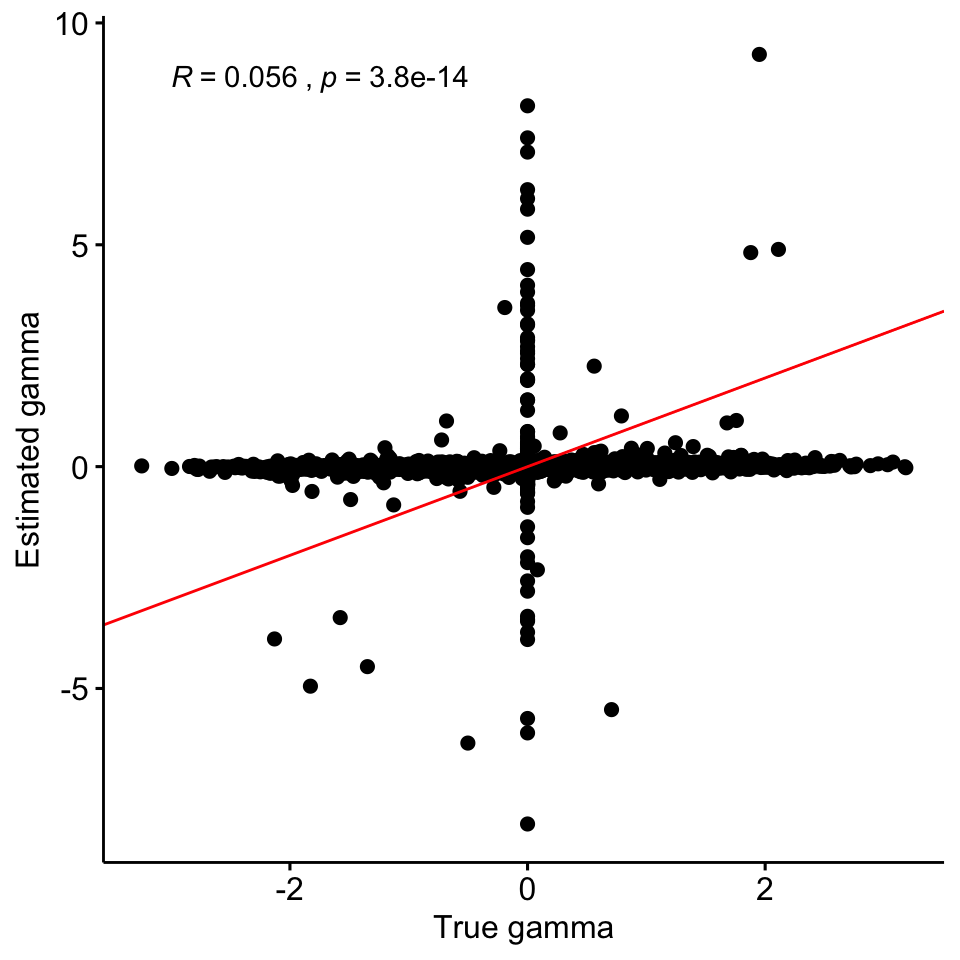 10
R = 0.056 , p = 3.8e-14
5
Estimated gamma
0
-5
-2 0 2
True gamma